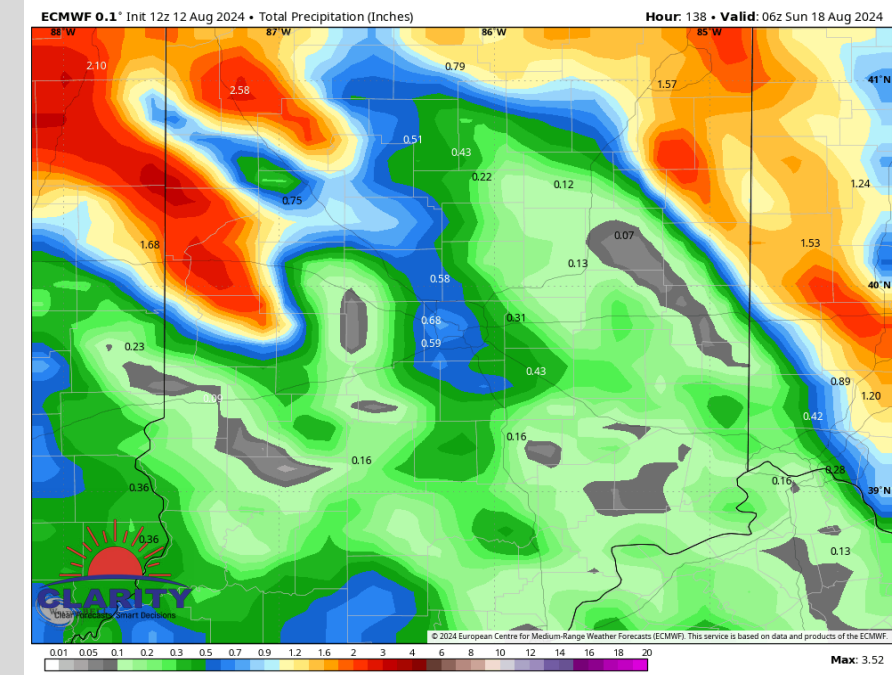 ECMWF 0.1° Init 12z 12 Aug 2024 • Total Precipitation (Inches) Hour: 138 • Valid: 06z Sun 18 Aug 2024
88°W 87°W 86°W 85°W
2.10 0.79
2.58 1.57 41°N
0.51
0.43
0.22 0.12 1.24
0.75
1.68 0.07 1.53
0.13
0.58 40°N
0.68 0.31
0.23 0.59
0.43 0.89
1.20
0.42
0.16
0.16 0.28
0.36 0.16 39°N
0.36
0.13
CLARITY
Clear Forecasts, Smart Decisions
© 2024 European Centre for Medium-Range Weather Forecasts (ECMWF). This service is based on data and products of the ECMWF.
0.01 0.05 0.1 0.2 0.3 0.5 0.7 0.9 1.2 1.6 2 3 4 6 8 10 12 14 15 16 17 18 20
Max: 3.52